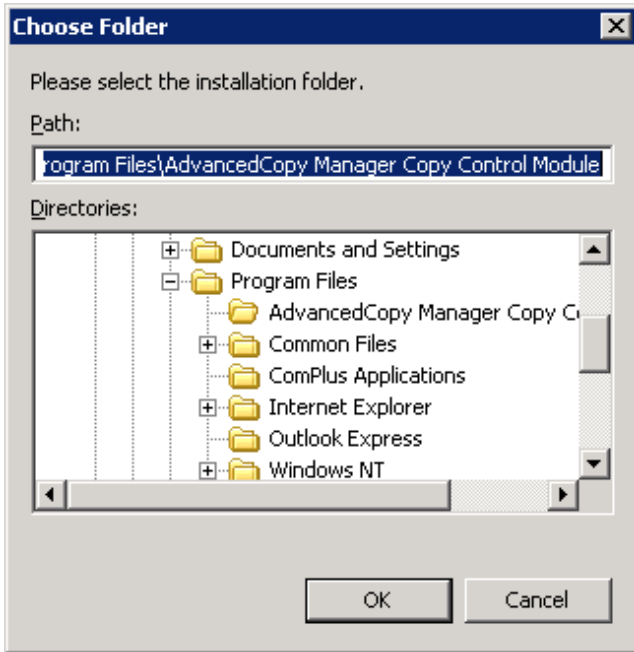 Choose Folder
Please select the installation folder.
Path:
rogram Files\AdvancedCopy Manager Copy Control Module
Directories:
Documents and Settings
Program Files
AdvancedCopy Manager Copy Co
Common Files
ComPlus Applications
Internet Explorer
Outlook Express
Windows NT
OK
Cancel